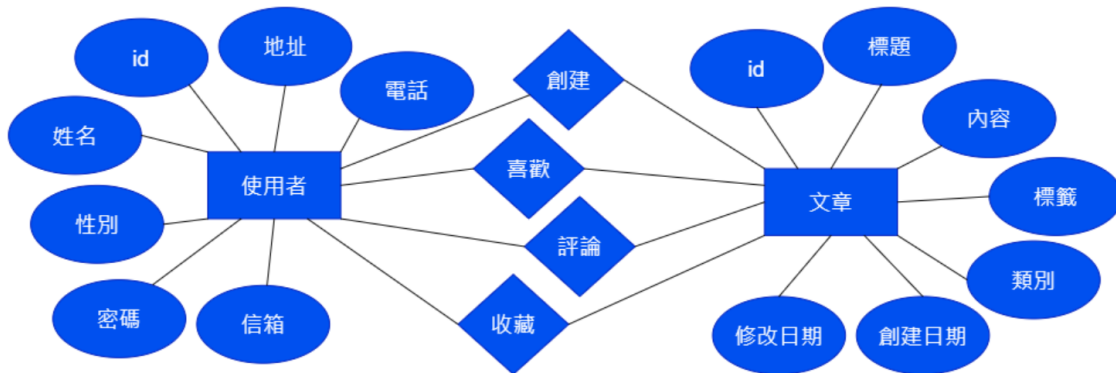 id
地址
電話
姓名
使用者
性別
密碼
信箱
創建
喜歡
評論
收藏
id
標題
內容
文章
標籤
類別
修改日期
創建日期